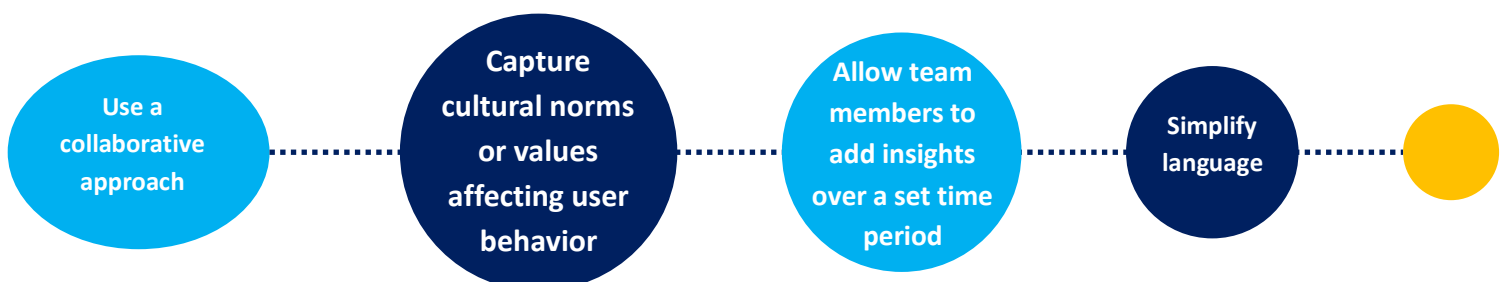 Use a
collaborative
approach
Capture
cultural norms
or values
affecting user
behavior
Allow team
members to
add insights
over a set time
period
Simplify
language